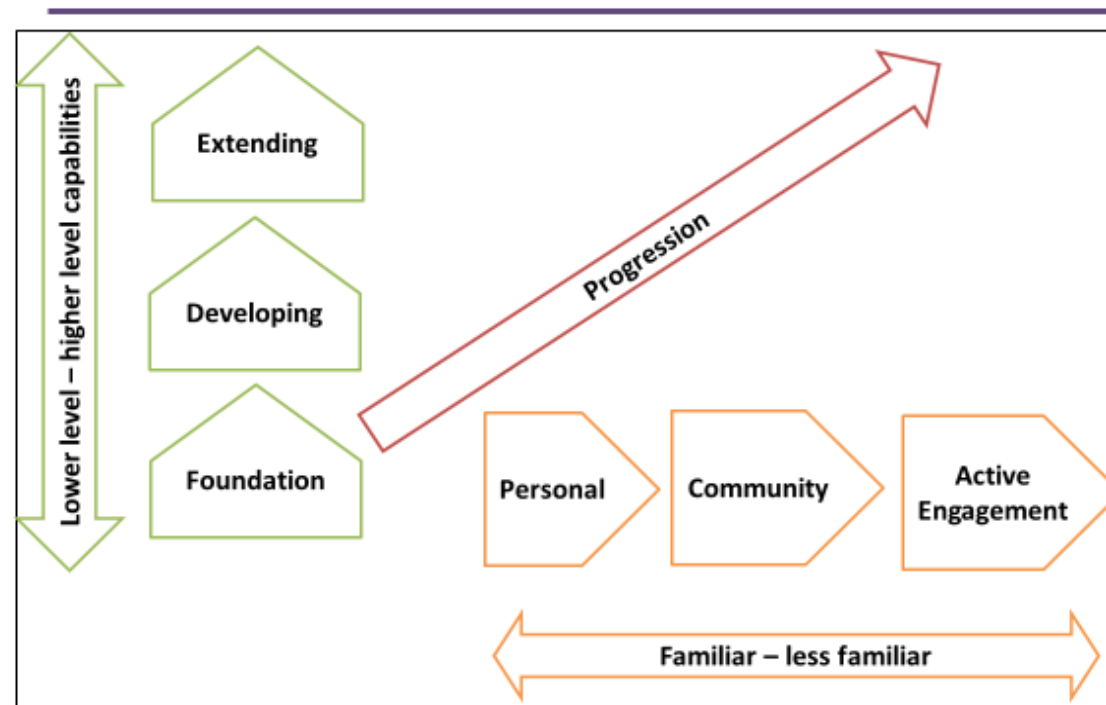 Lower level – higher level capabilities
Extending
Developing
Foundation
Progression
Personal
Community
Active
Engagement
Familiar – less familiar